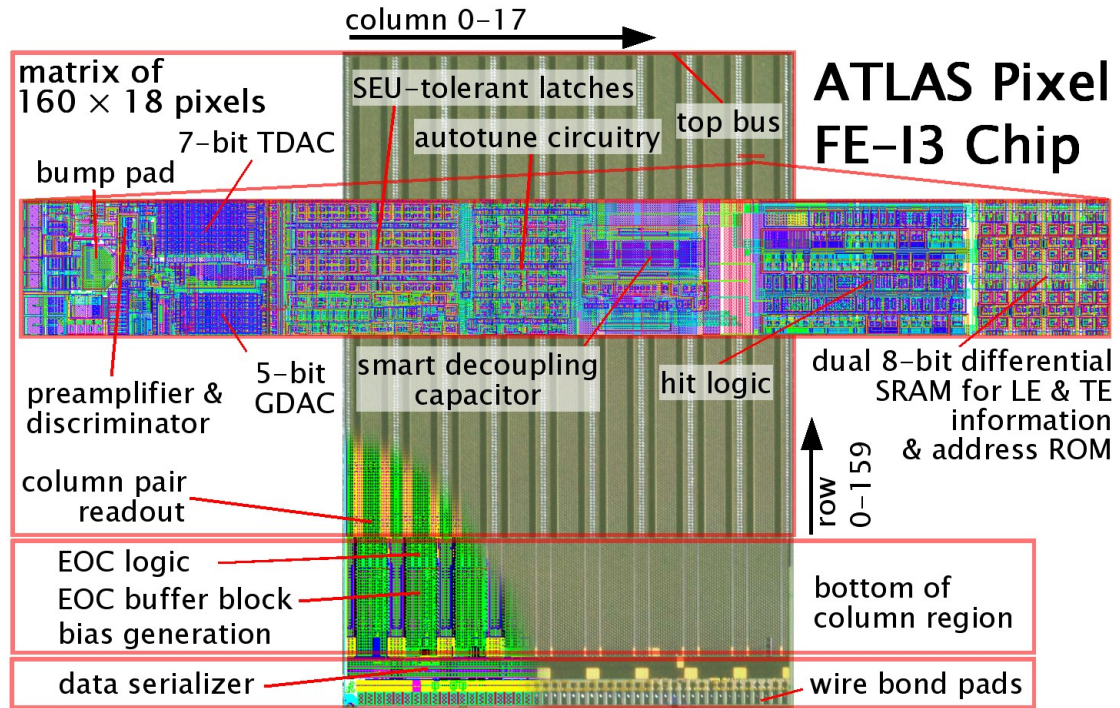 column 0-17
matrix of
160 × 18 pixels
ATLAS Pixel
FE-I3 Chip
SEU-tolerant latches
top bus
7-bit TDAC
autotune circuitry
bump pad
preamplifier &
discriminator
5-bit
GDAC
smart decoupling
capacitor
hit logic
dual 8-bit differential
SRAM for LE & TE
information
& address ROM
column pair
readout
row
0-159
EOC logic
EOC buffer block
bias generation
bottom of
column region
data serializer
wire bond pads